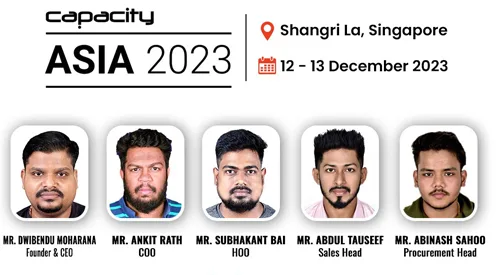 capacity
ASIA 2023
Shangri La, Singapore
12 - 13 December 2023
MR. DWIBENDU MOHARANA
Founder & CEO
MR. ANKIT RATH
COO
MR. SUBHAKANT BAI
HOO
MR. ABDUL TAUSEEF
Sales Head
MR. ABINASH SAHOO
Procurement Head